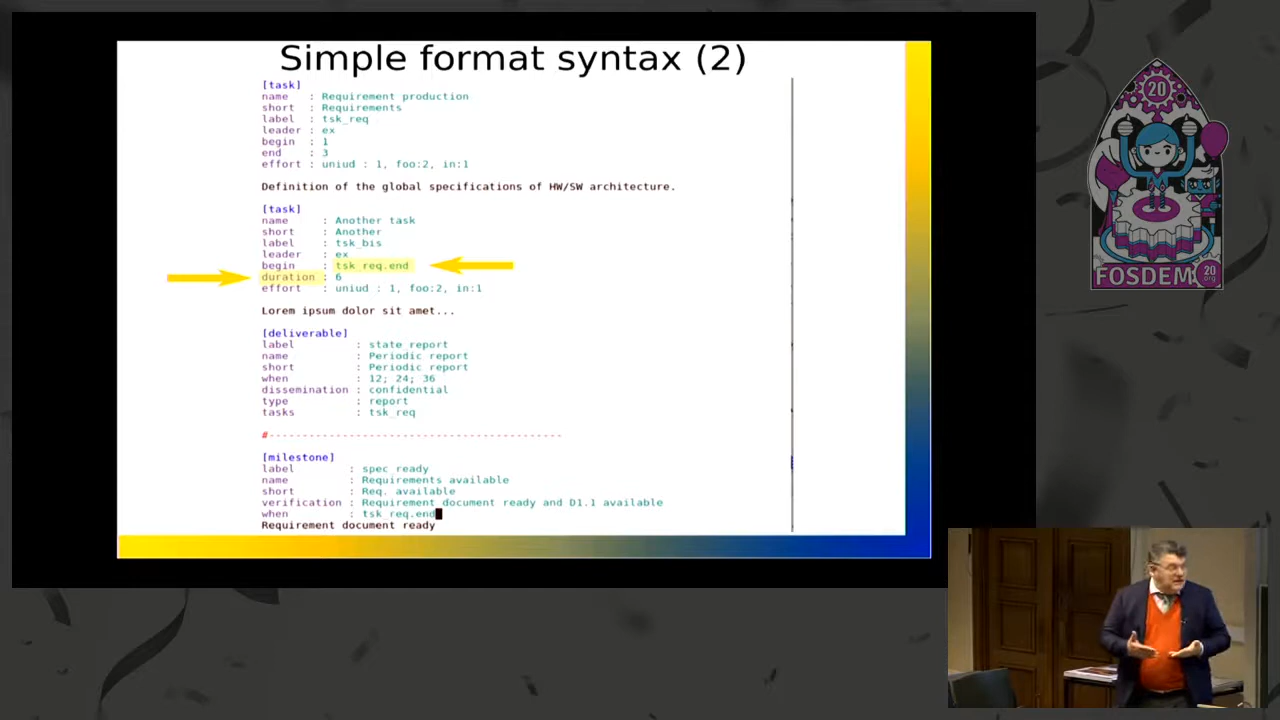 Simple format syntax (2)
[task]
name : Requirement production
short : Requirements
label : tsk_req
leader : ex
begin : 1
end : 3
effort : uniud : 1, foo:2, in:1
Definition of the global specifications of HW/SW architecture.
[task]
name : Another task
short : Another
label : tsk_bis
leader : ex
begin : tsk_req.end
duration : 6
effort : uniud : 1, foo:2, in:1
Lorem ipsum dolor sit amet...
[deliverable]
label : state_report
name : Periodic report
short : Periodic report
when : 12; 24; 36
dissemination : confidential
type : report
tasks : tsk_req
#--------------------------------------------
[milestone]
label : spec_ready
name : Requirements available
short : Req. available
verification : Requirement document ready and D1.1 available
when : tsk_req.end
Requirement document ready
20
FOSDEM 20
.org